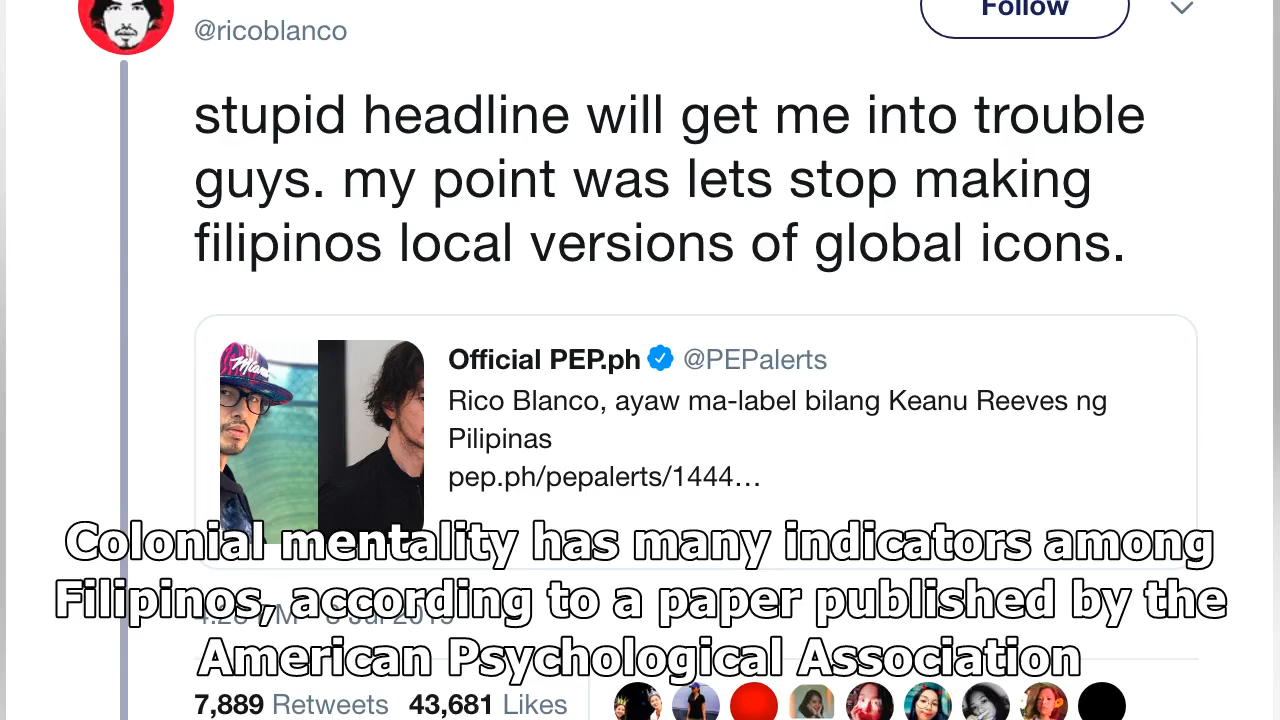 Follow
@ricoblanco
stupid headline will get me into trouble
guys. my point was lets stop making
filipinos local versions of global icons.
Official PEP.ph @PEPalerts
Rico Blanco, ayaw ma-label bilang Keanu Reeves ng
Pilipinas
pep.ph/pepalerts/1444…
Colonial mentality has many indicators among
Filipinos, according to a paper published by the
American Psychological Association
7,889 Retweets 43,681 Likes